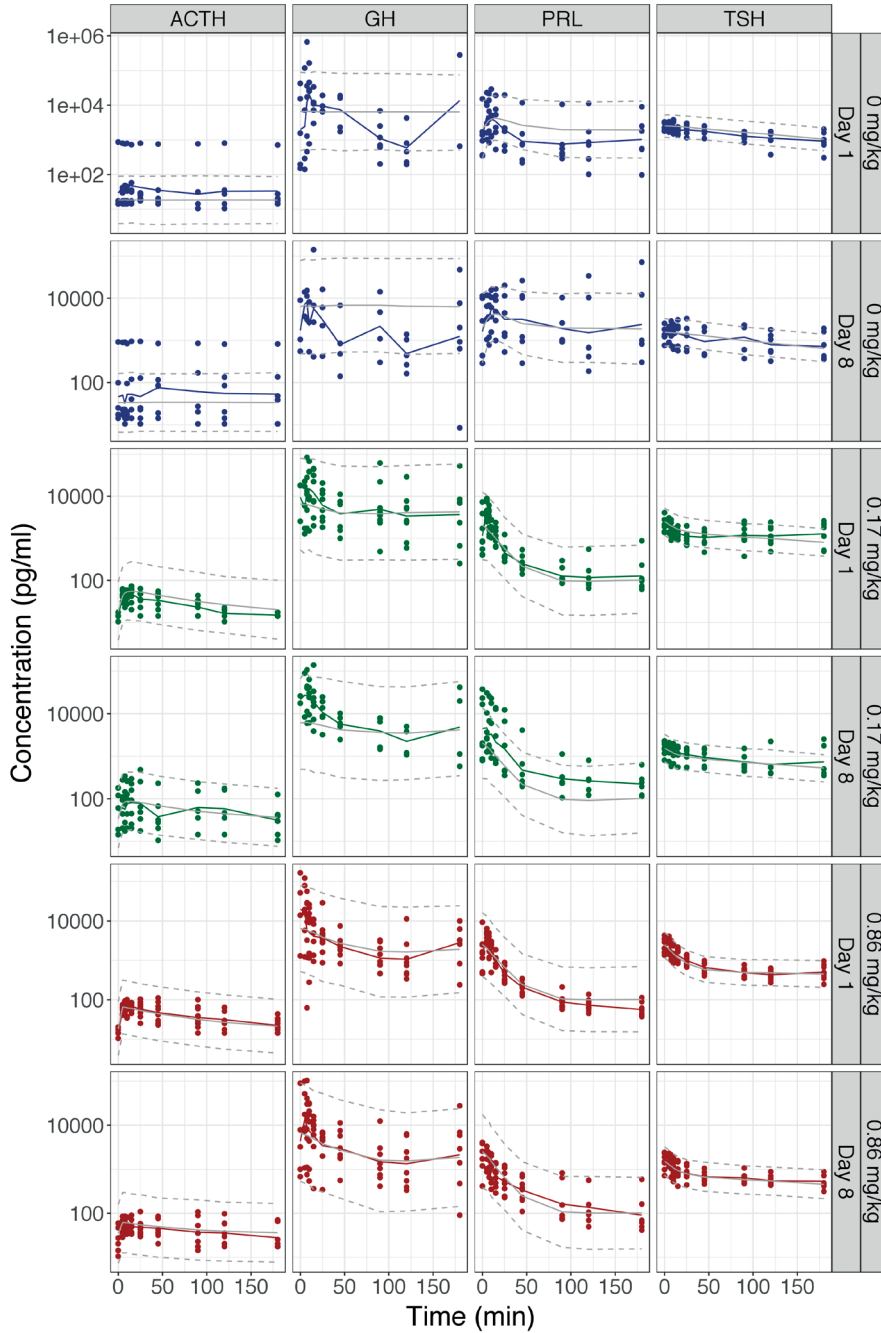 ACTH GH PRL TSH
1e+06
1e+04
1e+02
Day 1
0 mg/kg
10000
100
Day 8
0 mg/kg
10000
100
Day 1
0.17 mg/kg
10000
100
Day 8
0.17 mg/kg
10000
100
Day 1
0.86 mg/kg
10000
100
Day 8
0.86 mg/kg
Concentration (pg/ml)
0 50 100 150 0 50 100 150 0 50 100 150 0 50 100 150
Time (min)